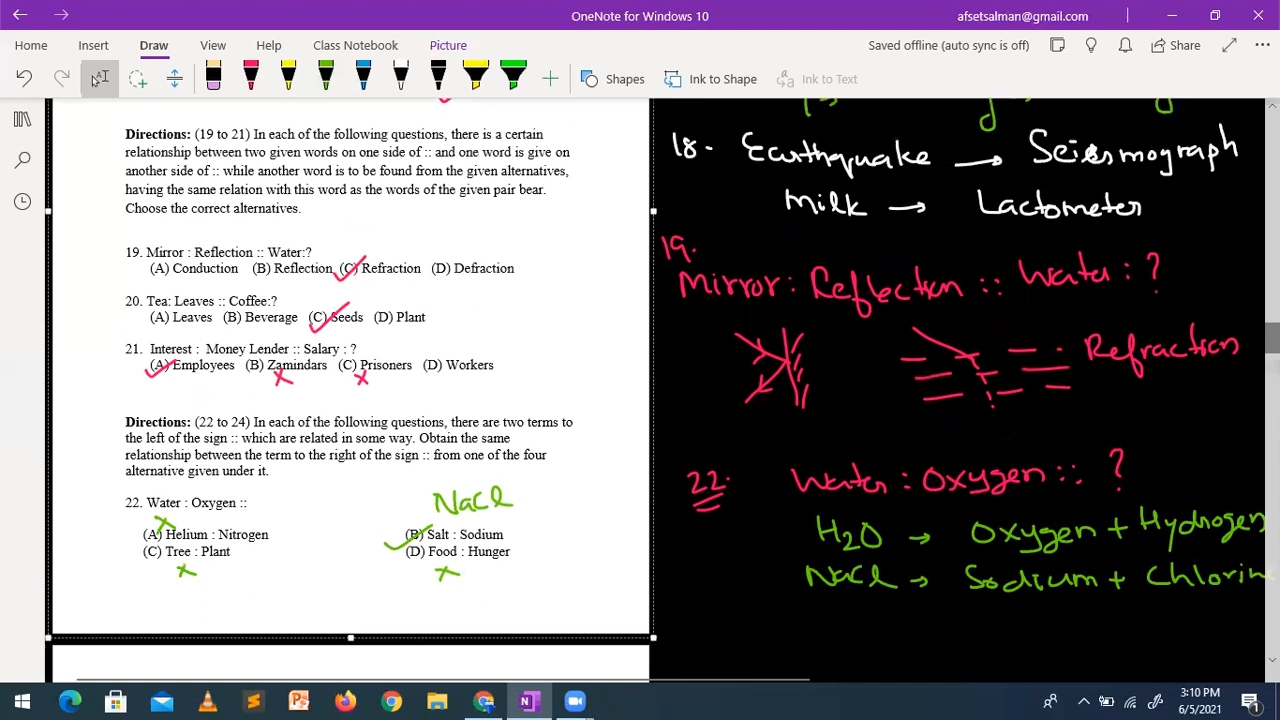 OneNote for Windows 10
afsetsalman@gmail.com
Home Insert Draw View Help Class Notebook Picture
Saved offline (auto sync is off) Share
Shapes Ink to Shape Ink to Text
Directions: (19 to 21) In each of the following questions, there is a certain
relationship between two given words on one side of :: and one word is give on
another side of :: while another word is to be found from the given alternatives,
having the same relation with this word as the words of the given pair bear.
Choose the correct alternatives.
19. Mirror : Reflection :: Water:?
(A) Conduction (B) Reflection (C) Refraction (D) Defraction
20. Tea: Leaves :: Coffee:?
(A) Leaves (B) Beverage (C) Seeds (D) Plant
21. Interest : Money Lender :: Salary : ?
(A) Employees (B) Zamindars (C) Prisoners (D) Workers
Directions: (22 to 24) In each of the following questions, there are two terms to
the left of the sign :: which are related in some way. Obtain the same
relationship between the term to the right of the sign :: from one of the four
alternative given under it.
22. Water : Oxygen ::
NaCl
(A) Helium : Nitrogen (B) Salt : Sodium
(C) Tree : Plant (D) Food : Hunger
18. Earthquake → Seismograph
Milk → Lactometer
19.
Mirror : Reflection :: Water : ?
Refraction
22. Water : Oxygen :: ?
H2O → Oxygen + Hydrogen
NaCl → Sodium + Chlorin
3:10 PM
6/5/2021